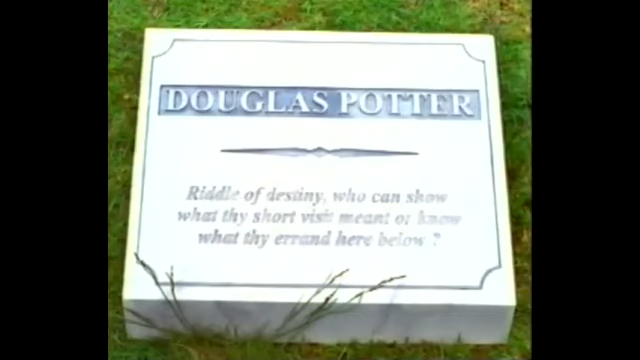 DOUGLAS POTTER
Riddle of destiny, who can show
what thy short visit meant or know
what thy errand here below ?